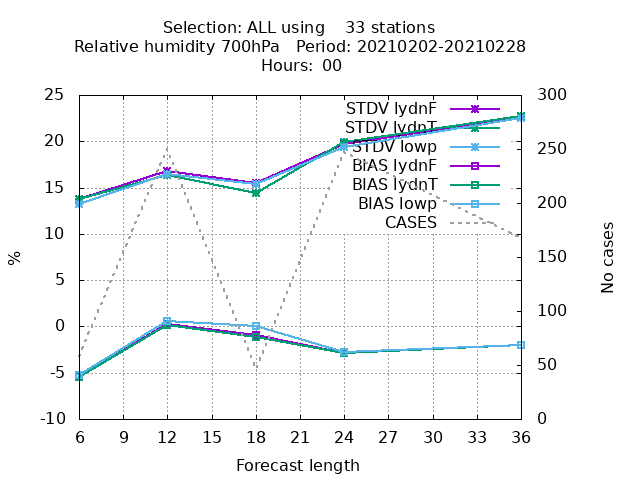 Selection: ALL using    33 stations
Relative humidity 700hPa   Period: 20210202-20210228
Hours: 00
25
20
15
10
5
0
-5
-10
%
300
250
200
150
100
50
0
No cases
STDV lydnF
STDV lydnT
STDV lowp
BIAS lydnF
BIAS lydnT
BIAS lowp
CASES
6 9 12 15 18 21 24 27 30 33 36
Forecast length